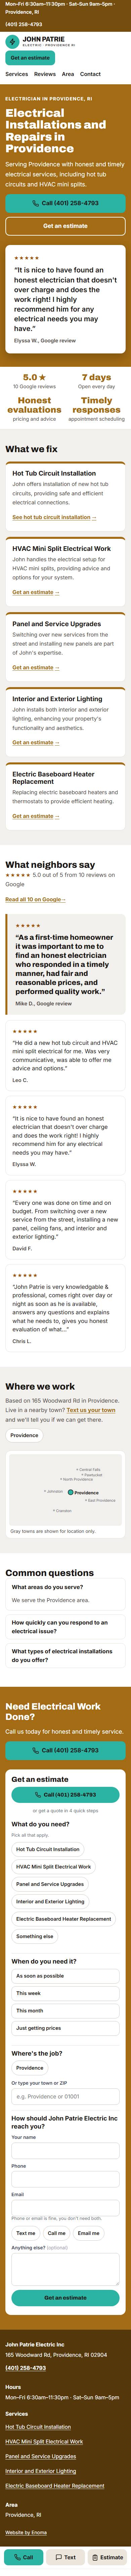 Mon–Fri 6:30am–11:30pm · Sat–Sun 9am–5pm ·
Providence, RI
(401) 258-4793
JOHN PATRIE
ELECTRIC · PROVIDENCE RI
Get an estimate
Services Reviews Area Contact
ELECTRICIAN IN PROVIDENCE, RI
Electrical
Installations and
Repairs in
Providence
Serving Providence with honest and timely
electrical services, including hot tub
circuits and HVAC mini splits.
Call (401) 258-4793
Get an estimate
★★★★★
“It is nice to have found an
honest electrician that doesn’t
over charge and does the
work right! I highly
recommend him for any
electrical needs you may
have.”
Elyssa W., Google review
5.0 ★
10 Google reviews
7 days
Open every day
Honest
evaluations
pricing and advice
Timely
responses
appointment scheduling
What we fix
Hot Tub Circuit Installation
John offers installation of new hot tub
circuits, providing safe and efficient
electrical connections.
See hot tub circuit installation →
HVAC Mini Split Electrical Work
John handles the electrical setup for
HVAC mini splits, providing advice and
options for your system.
Get an estimate →
Panel and Service Upgrades
Switching over new services from the
street and installing new panels are part
of John's expertise.
Get an estimate →
Interior and Exterior Lighting
John installs both interior and exterior
lighting, enhancing your property's
functionality and aesthetics.
Get an estimate →
Electric Baseboard Heater
Replacement
Replacing electric baseboard heaters and
thermostats to provide efficient heating.
Get an estimate →
What neighbors say
★★★★★ 5.0 out of 5 from 10 reviews on
Google
Read all 10 on Google→
★★★★★
“As a first-time homeowner
it was important to me to
find an honest electrician
who responded in a timely
manner, had fair and
reasonable prices, and
performed quality work.”
Mike D., Google review
★★★★★
“He did a new hot tub circuit and HVAC
mini split electrical for me. Was very
communicative, was able to offer me
advice and options.”
Leo C.
★★★★★
“It is nice to have found an honest
electrician that doesn't over charge
and does the work right! I highly
recommend him for any electrical
needs you may have.”
Elyssa W.
★★★★★
“Every one was done on time and on
budget. From switching over a new
service from the street, installing a new
panel, ceiling fans, interior and an
exterior lighting.”
David F.
★★★★★
“John Patrie is very knowledgable &
professional, comes right over or as
soon as he is available, answers any
questions and explains what he needs
to, gives you honest evaluation of
what…”
Chris L.
Where we work
Based on 165 Woodward Rd in Providence.
Live in a nearby town? Text us your town
and we'll tell you if we can get there.
Providence
Central Falls
Pawtucket
North Providence
Johnston
Providence
East Providence
Cranston
Gray towns are shown for location only.
Common questions
What areas do you serve?
We serve the Providence area.
How quickly can you respond to an
electrical issue?
What types of electrical installations
do you offer?
Need Electrical Work
Done?
Call us today for honest and timely service.
Call (401) 258-4793
Get an estimate
Call (401) 258-4793
or get a quote in 4 quick steps
What do you need?
Pick all that apply.
Hot Tub Circuit Installation
HVAC Mini Split Electrical Work
Panel and Service Upgrades
Interior and Exterior Lighting
Electric Baseboard Heater Replacement
Something else
When do you need it?
As soon as possible
This week
This month
Just getting prices
Where's the job?
Providence
Or type your town or ZIP
e.g. Providence or 01001
How should John Patrie Electric Inc
reach you?
Your name
Phone
Email
Phone or email is fine, you don't need both.
Text me Call me Email me
Anything else? (optional)
Get an estimate
John Patrie Electric Inc
165 Woodward Rd, Providence, RI 02904
(401) 258-4793
Hours
Mon–Fri 6:30am–11:30pm · Sat–Sun 9am–5pm
Services
Hot Tub Circuit Installation
HVAC Mini Split Electrical Work
Panel and Service Upgrades
Interior and Exterior Lighting
Electric Baseboard Heater Replacement
Area
Providence, RI
Website by Enoma
Call Text Estimate